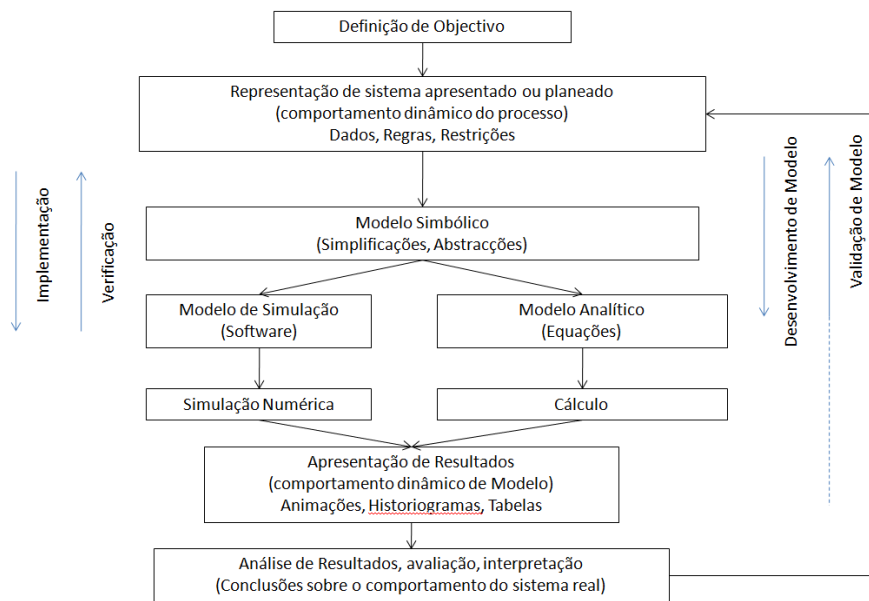 Definição de Objectivo
Representação de sistema apresentado ou planeado
(comportamento dinâmico do processo)
Dados, Regras, Restrições
Implementação
Verificação
Desenvolvimento de Modelo
Validação de Modelo
Modelo Simbólico
(Simplificações, Abstracções)
Modelo de Simulação
(Software)
Modelo Analítico
(Equações)
Simulação Numérica
Cálculo
Apresentação de Resultados
(comportamento dinâmico de Modelo)
Animações, Historiogramas, Tabelas
Análise de Resultados, avaliação, interpretação
(Conclusões sobre o comportamento do sistema real)